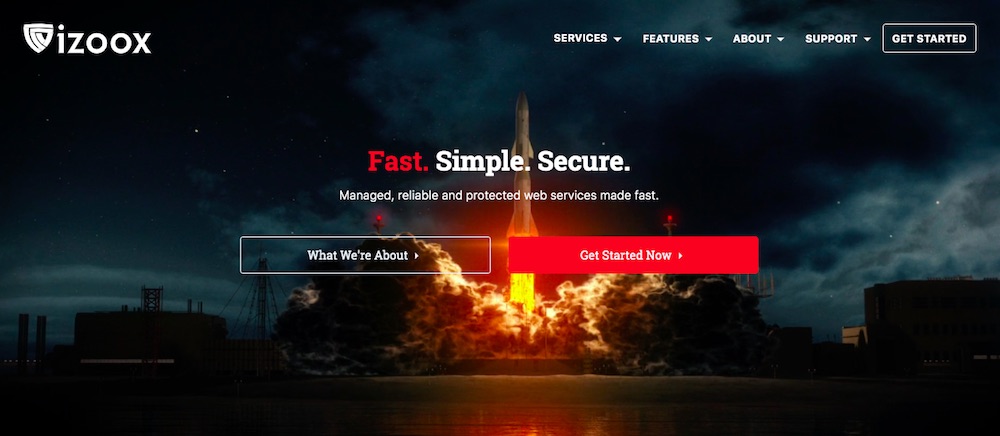 izoox
SERVICES
FEATURES
ABOUT
SUPPORT
GET STARTED
Fast. Simple. Secure.
Managed, reliable and protected web services made fast.
What We're About
Get Started Now